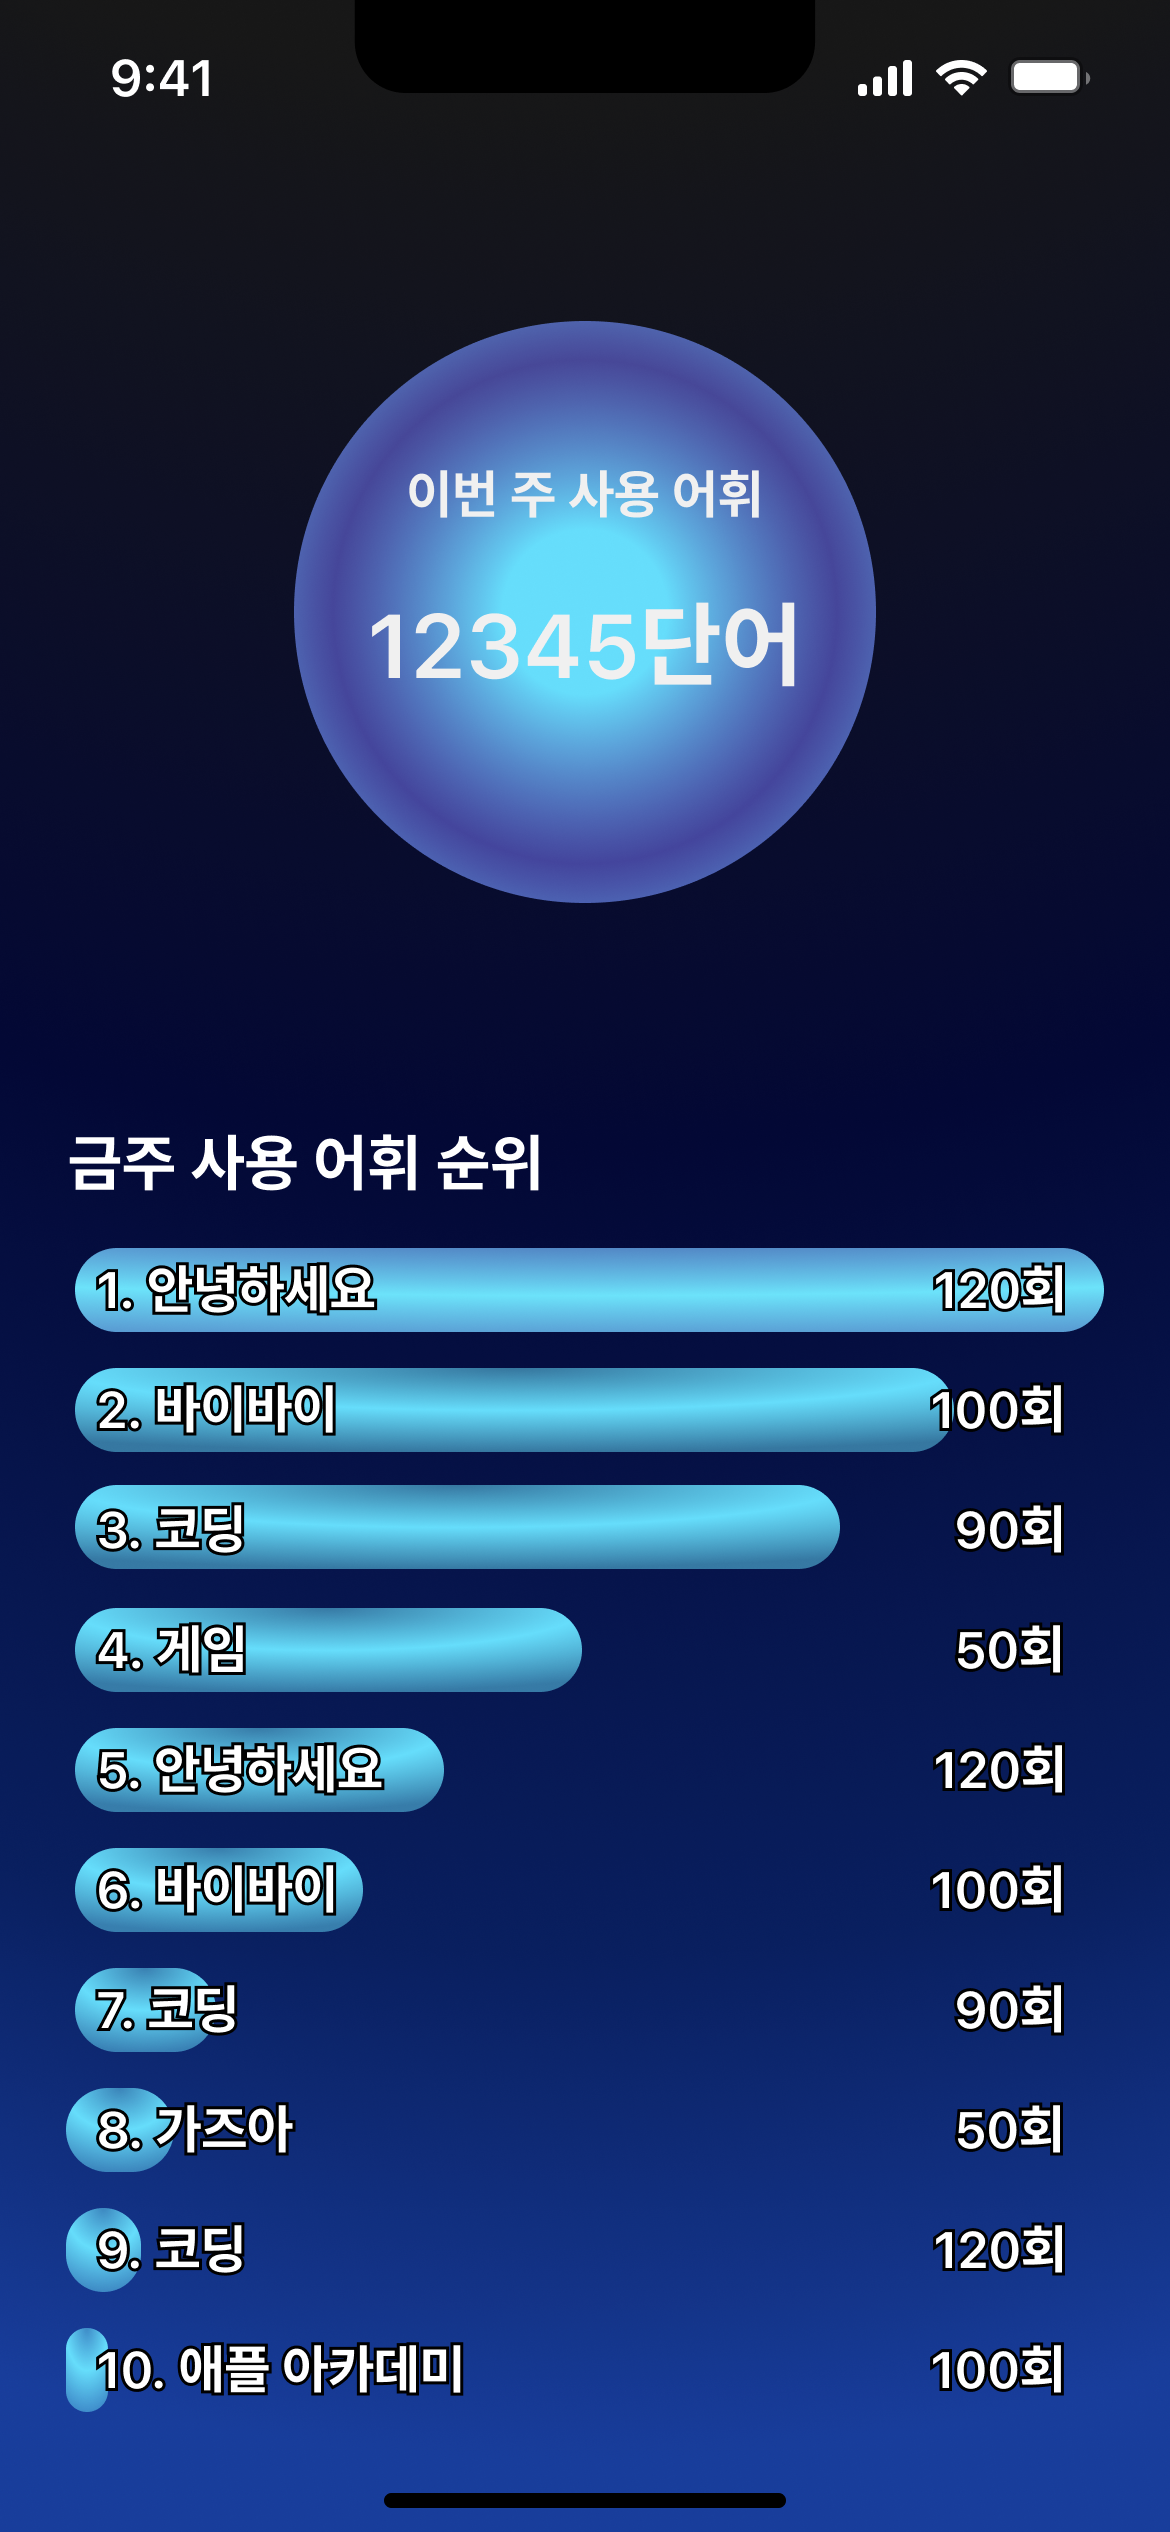 9:41
이번 주 사용 어휘
12345단어
금주 사용 어휘 순위
1. 안녕하세요 120회
2. 바이바이 100회
3. 코딩 90회
4. 게임 50회
5. 안녕하세요 120회
6. 바이바이 100회
7. 코딩 90회
8. 가즈아 50회
9. 코딩 120회
10. 애플 아카데미 100회